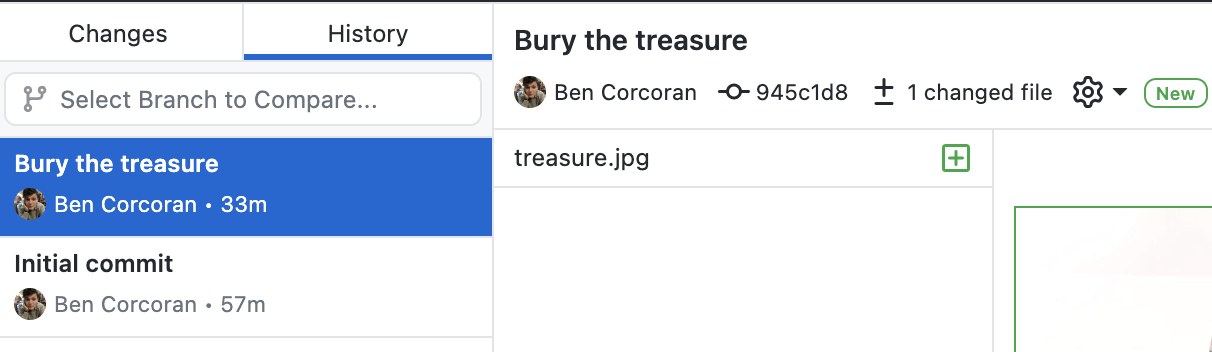 Changes
History
Select Branch to Compare...
Bury the treasure
Ben Corcoran • 33m
Initial commit
Ben Corcoran • 57m
Bury the treasure
Ben Corcoran 945c1d8 1 changed file New
treasure.jpg